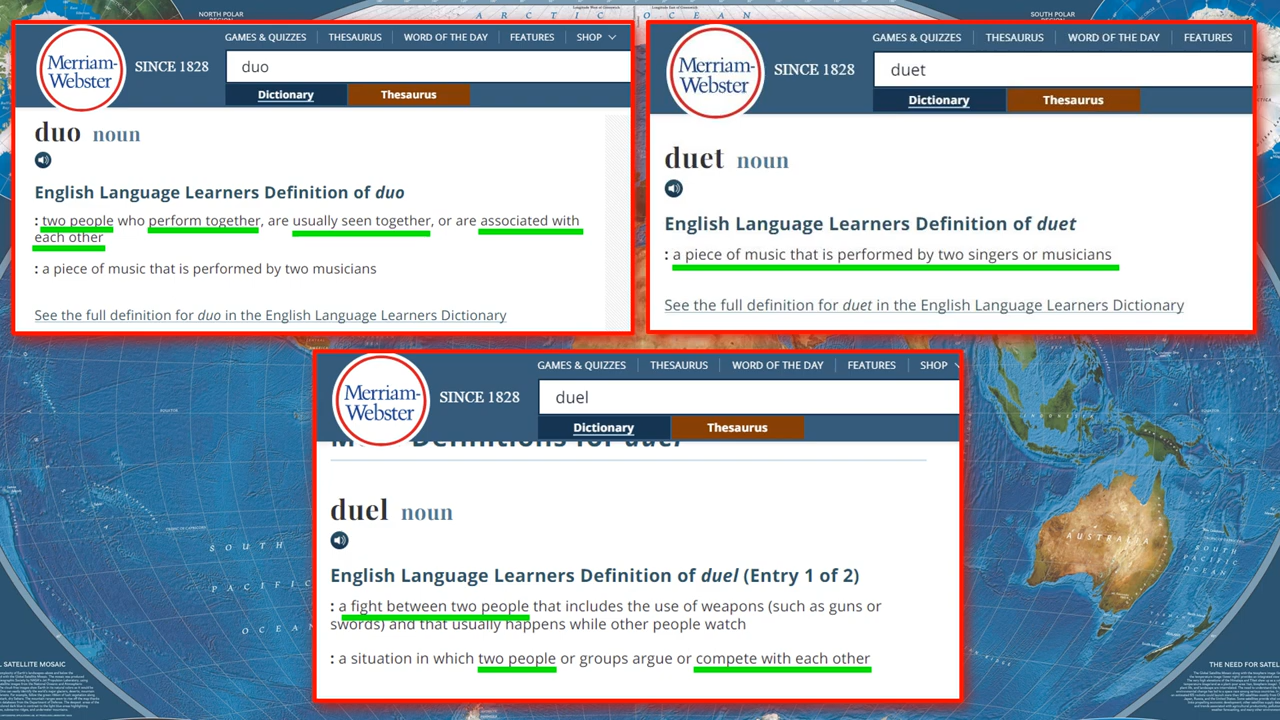 NORTH POLAR
REGION
ARCTIC OCEAN
SOUTH POLAR
Merriam-
Webster
SINCE 1828
GAMES & QUIZZES THESAURUS WORD OF THE DAY FEATURES SHOP
duo
Dictionary Thesaurus
duo noun
English Language Learners Definition of duo
: two people who perform together, are usually seen together, or are associated with
each other
: a piece of music that is performed by two musicians
See the full definition for duo in the English Language Learners Dictionary
Merriam-
Webster
SINCE 1828
GAMES & QUIZZES THESAURUS WORD OF THE DAY FEATURES
duet
Dictionary Thesaurus
duet noun
English Language Learners Definition of duet
: a piece of music that is performed by two singers or musicians
See the full definition for duet in the English Language Learners Dictionary
Merriam-
Webster
SINCE 1828
GAMES & QUIZZES THESAURUS WORD OF THE DAY FEATURES SHOP
duel
Dictionary Thesaurus
Definitions for duel
duel noun
English Language Learners Definition of duel (Entry 1 of 2)
: a fight between two people that includes the use of weapons (such as guns or
swords) and that usually happens while other people watch
: a situation in which two people or groups argue or compete with each other
SOUTH
PACIFIC
OCEAN
AUSTRALIA
SOUTH
PACIFIC
OCEAN
SATELLITE MOSAIC
THE NEED FOR SATEL